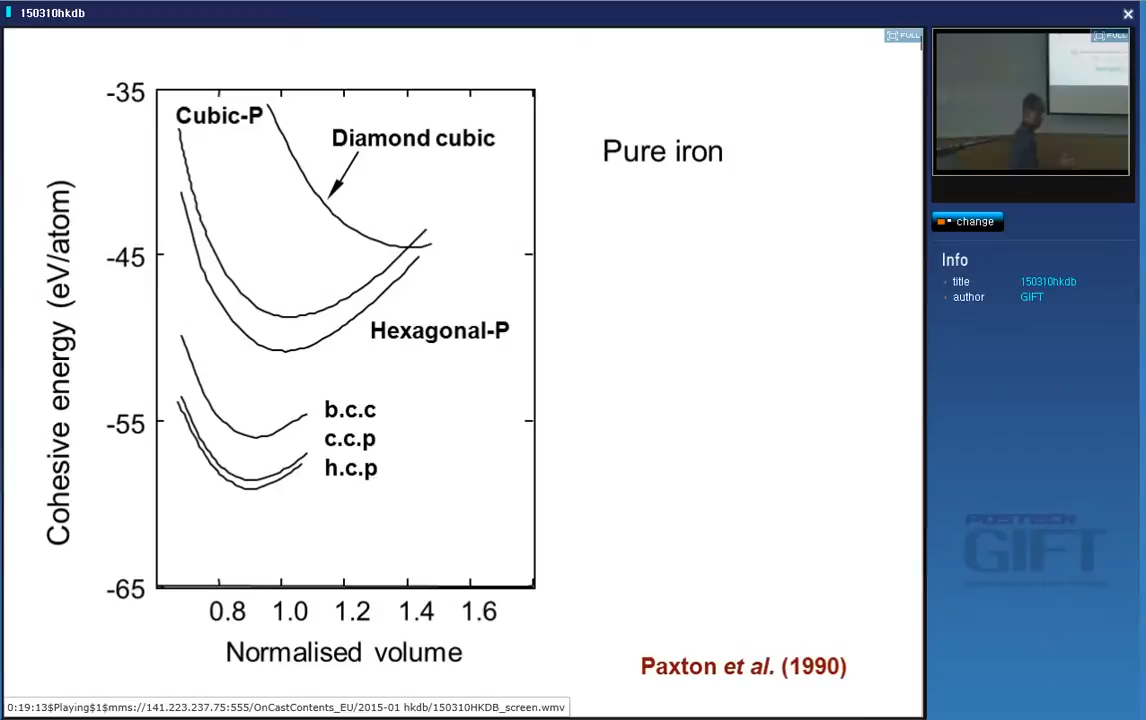 150310hkdb
FULL
FULL
-35
Cubic-P
Diamond cubic
Pure iron
change
-45
Info
title 150310hkdb
author GIFT
Hexagonal-P
Cohesive energy (eV/atom)
b.c.c
-55
c.c.p
h.c.p
POSTECH
GIFT
-65
0.8 1.0 1.2 1.4 1.6
Normalised volume
Paxton et al. (1990)
0:19:13$Playing$1$mms://141.223.237.75:555/OnCastContents_EU/2015-01 hkdb/150310HKDB_screen.wmv